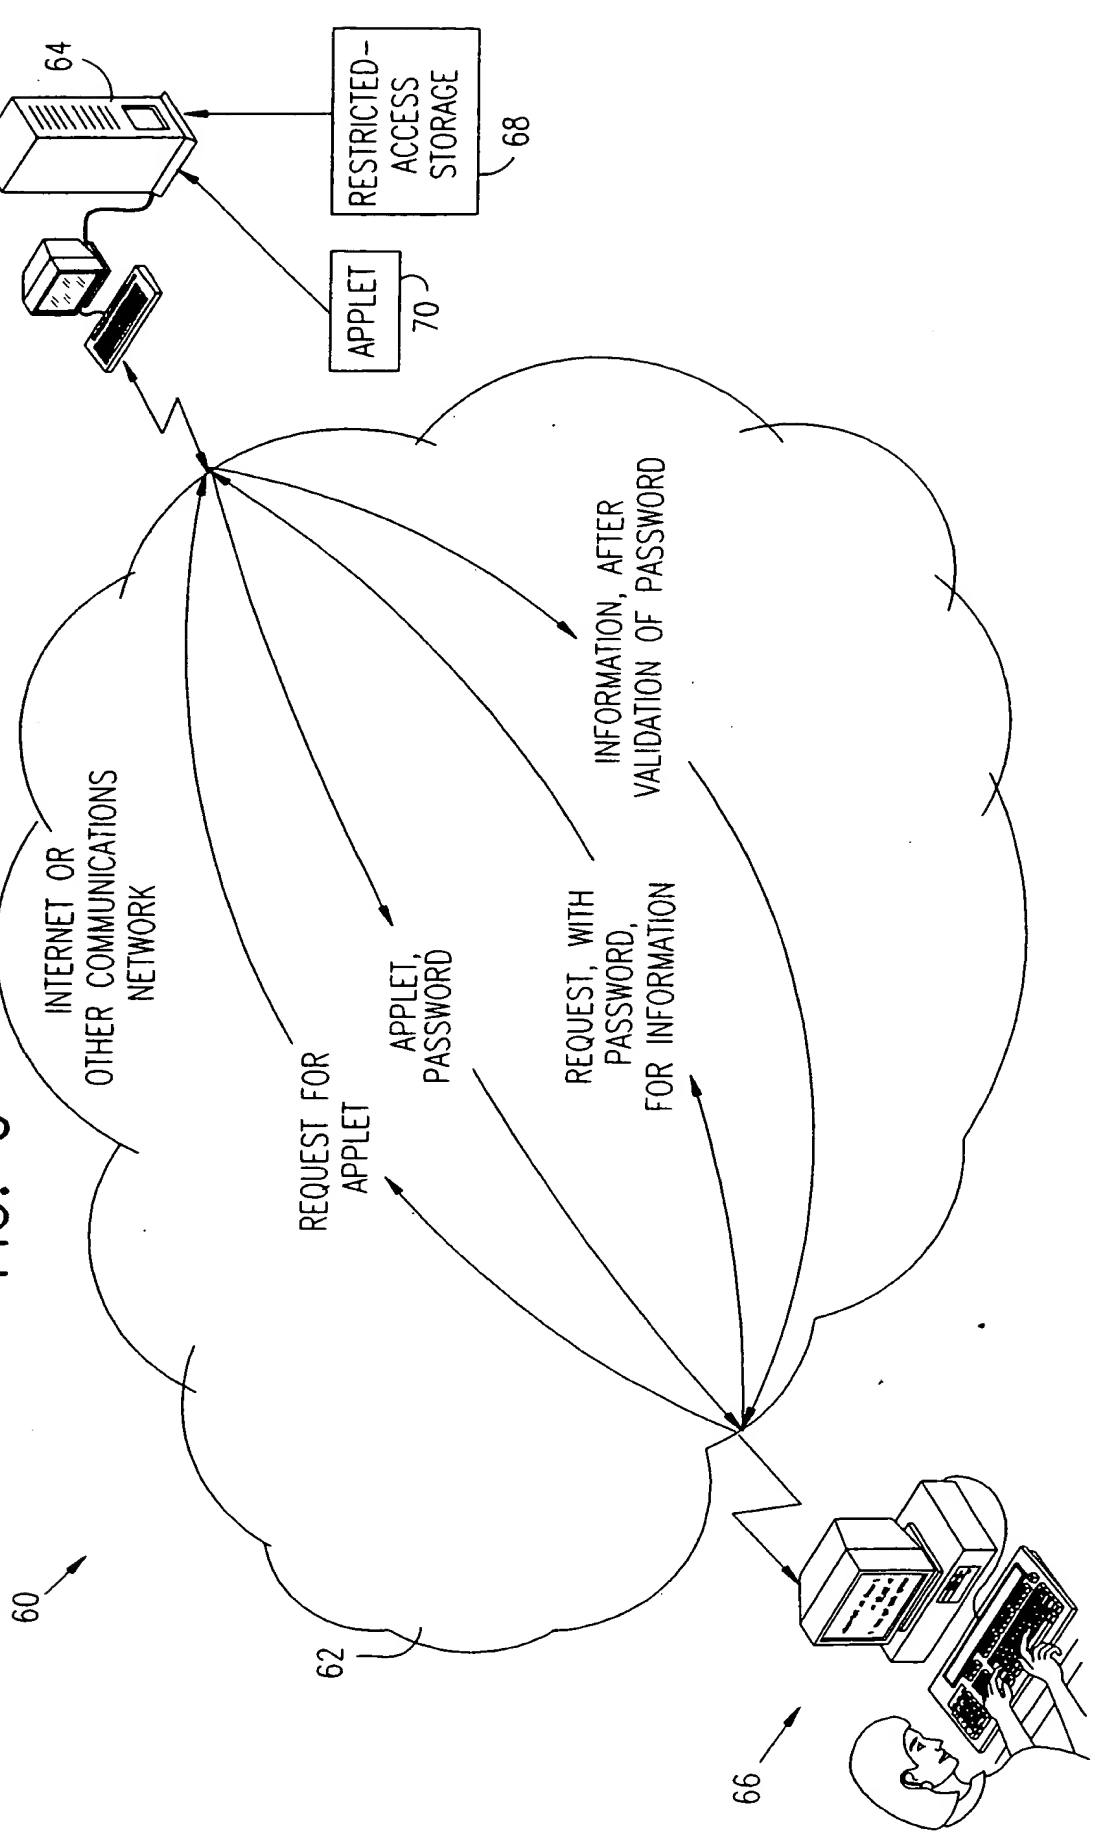 60
62
INTERNET OR
OTHER COMMUNICATIONS
NETWORK
64
REQUEST FOR
APPLET
APPLET,
PASSWORD
REQUEST, WITH
PASSWORD,
FOR INFORMATION
INFORMATION, AFTER
VALIDATION OF PASSWORD
APPLET
70
RESTRICTED-
ACCESS
STORAGE
68
66